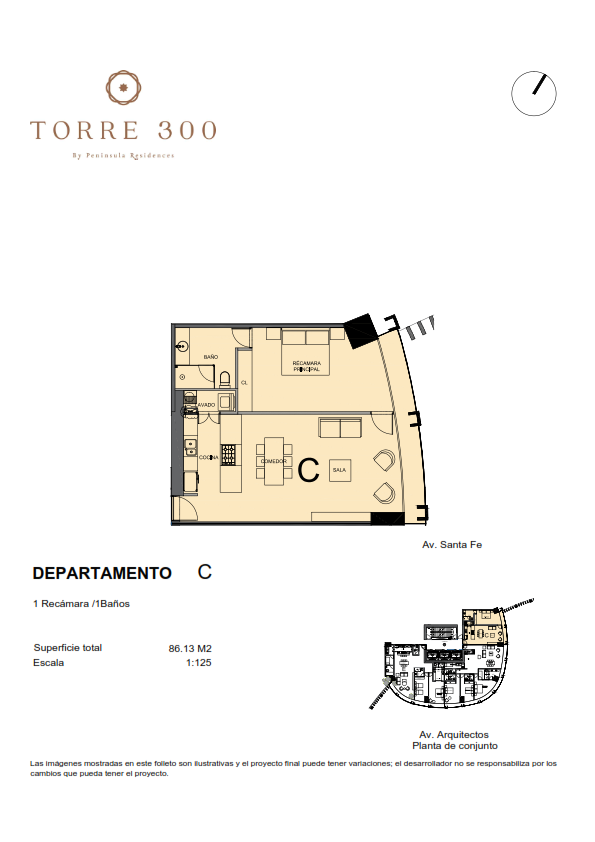 TORRE 300
By Península Residences
BAÑO
RECAMARA
PRINCIPAL
CL
LAVADO
COCINA
COMEDOR
C
SALA
Av. Santa Fe
DEPARTAMENTO C
1 Recámara /1Baños
Superficie total 86.13 M2
Escala 1:125
C
Av. Arquitectos
Planta de conjunto
Las imágenes mostradas en este folleto son ilustrativas y el proyecto final puede tener variaciones; el desarrollador no se responsabiliza por los
cambios que pueda tener el proyecto.